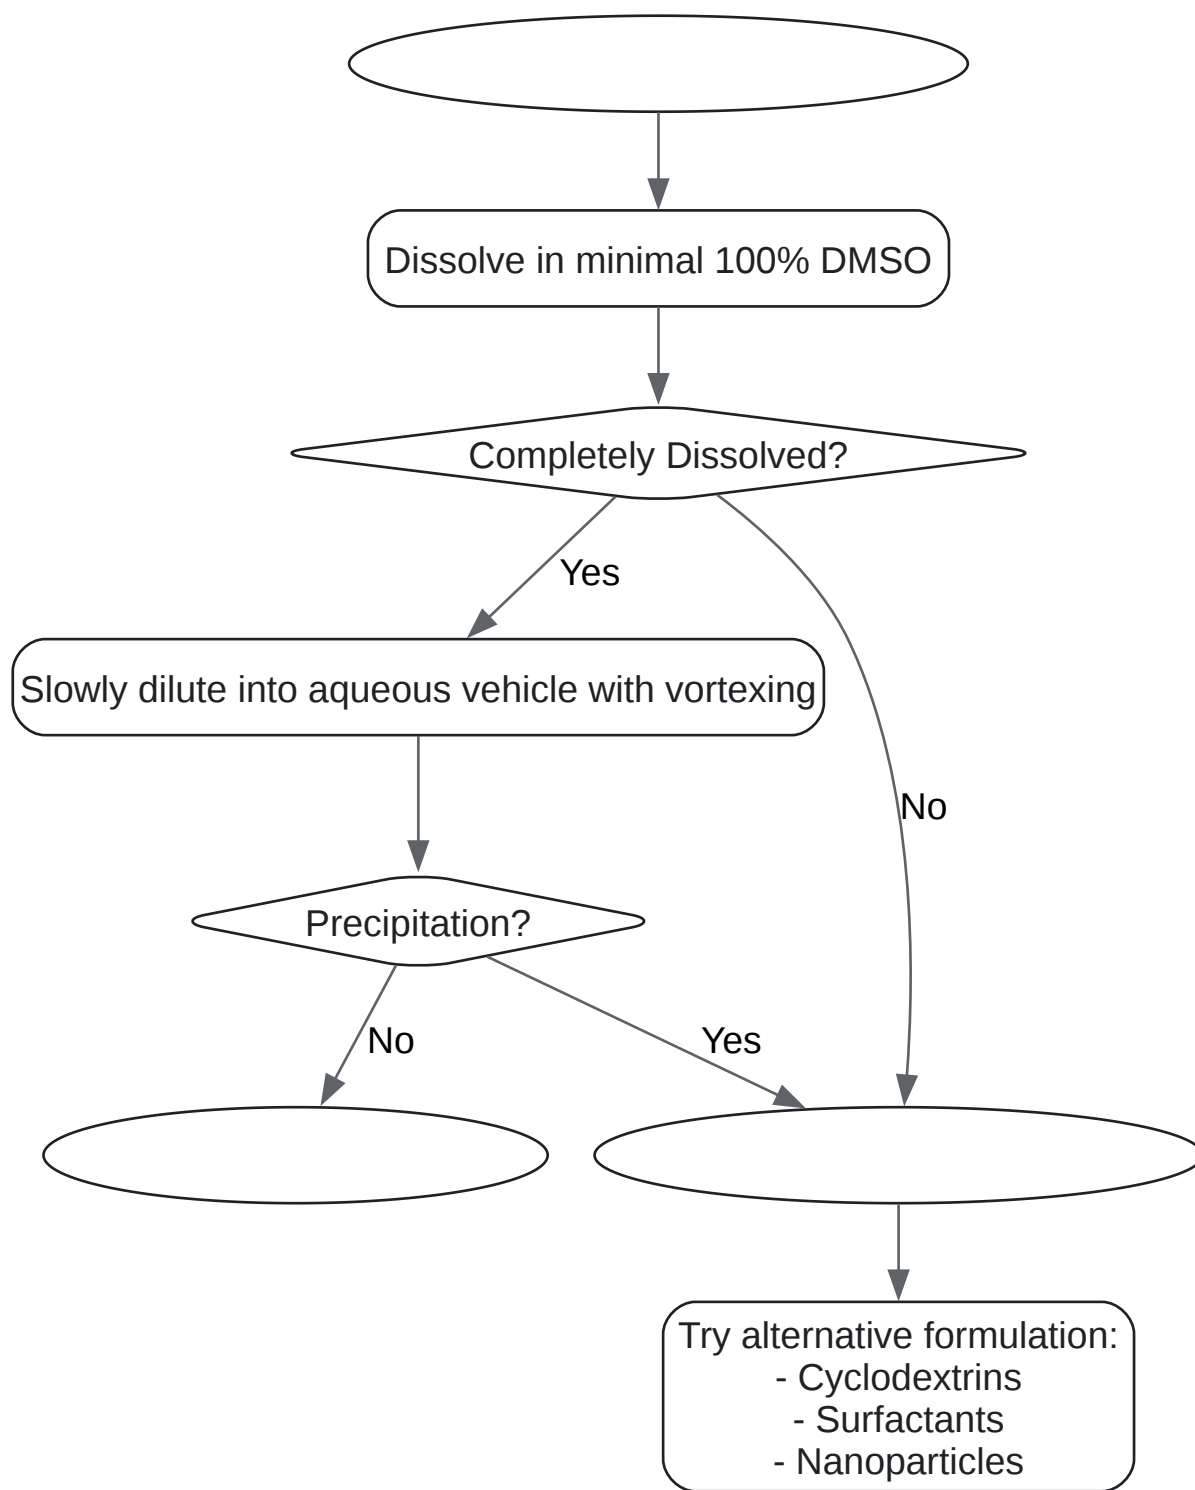 Dissolve in minimal 100% DMSO
Completely Dissolved?
Yes
Slowly dilute into aqueous vehicle with vortexing
No
Precipitation?
No
Yes
Try alternative formulation:
- Cyclodextrins
- Surfactants
- Nanoparticles